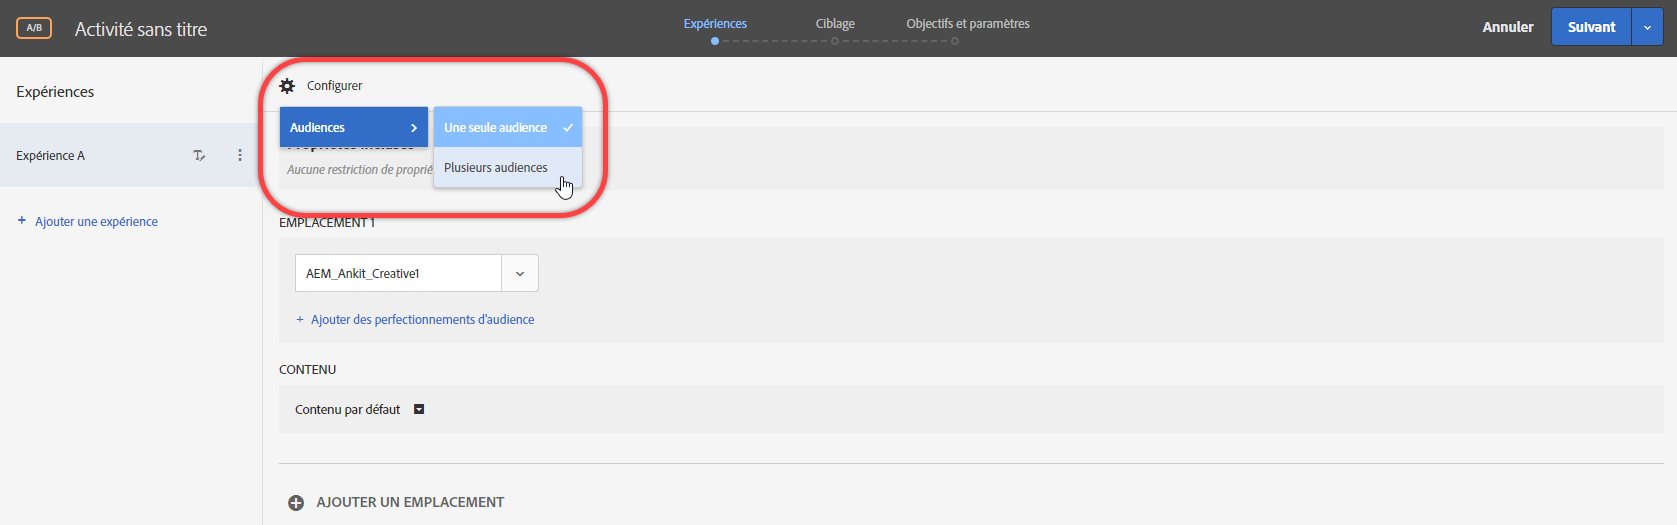 A/B
Activité sans titre
Expériences
Ciblage
Objectifs et paramètres
Annuler
Suivant
Expériences
Configurer
Audiences
Une seule audience
Plusieurs audiences
Aucune restriction de
Expérience A
+ Ajouter une expérience
EMPLACEMENT 1
AEM_Ankit_Creative1
+ Ajouter des perfectionnements d'audience
CONTENU
Contenu par défaut
AJOUTER UN EMPLACEMENT